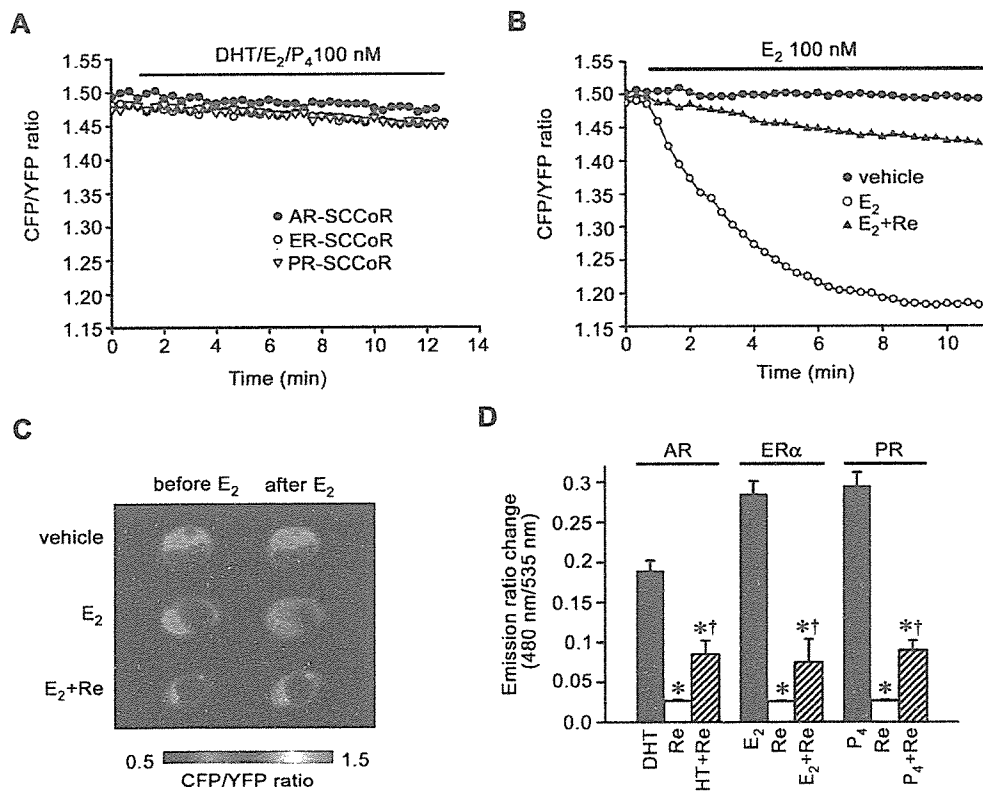 A
DHT/E₂/P₄100 nM
1.55
1.50
1.45
1.40
1.35
1.30
1.25
1.20
1.15
CFP/YFP ratio
AR-SCCoR
ER-SCCoR
PR-SCCoR
0 2 4 6 8 10 12 14
Time (min)
B
E₂ 100 nM
1.55
1.50
1.45
1.40
1.35
1.30
1.25
1.20
1.15
CFP/YFP ratio
vehicle
E₂
E₂+Re
0 2 4 6 8 10
Time (min)
C
before E₂ after E₂
vehicle
E₂
E₂+Re
0.5 1.5
CFP/YFP ratio
D
AR ERα PR
0.3
0.25
0.2
0.15
0.1
0.05
0.0
Emission ratio change
(480 nm/535 nm)
* *† * *† * *†
DHT Re HT+Re E₂ Re E₂+Re P₄ Re P₄+Re